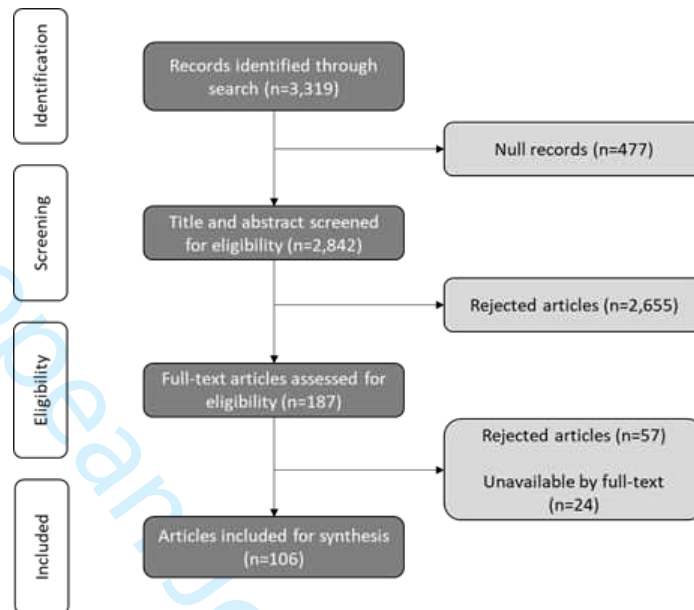 Identification
Records identified through
search (n=3,319)
Null records (n=477)
Screening
Title and abstract screened
for eligibility (n=2,842)
Rejected articles (n=2,655)
Eligibility
Full-text articles assessed for
eligibility (n=187)
Rejected articles (n=57)
Unavailable by full-text
(n=24)
Included
Articles included for synthesis
(n=106)